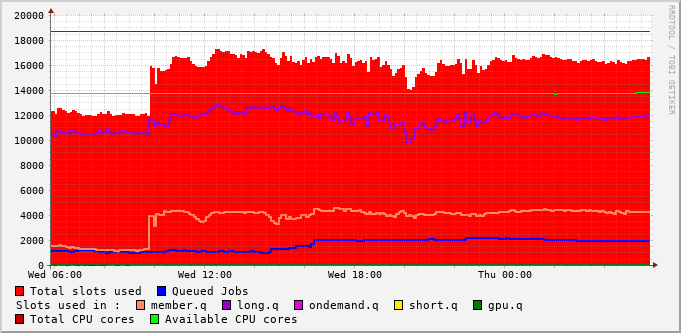 20000
18000
16000
14000
12000
10000
8000
6000
4000
2000
0
Wed 06:00 Wed 12:00 Wed 18:00 Thu 00:00
Total slots used Queued Jobs
Slots used in : member.q long.q ondemand.q short.q gpu.q
Total CPU cores Available CPU cores
RRDTOOL / TOBI OETIKER